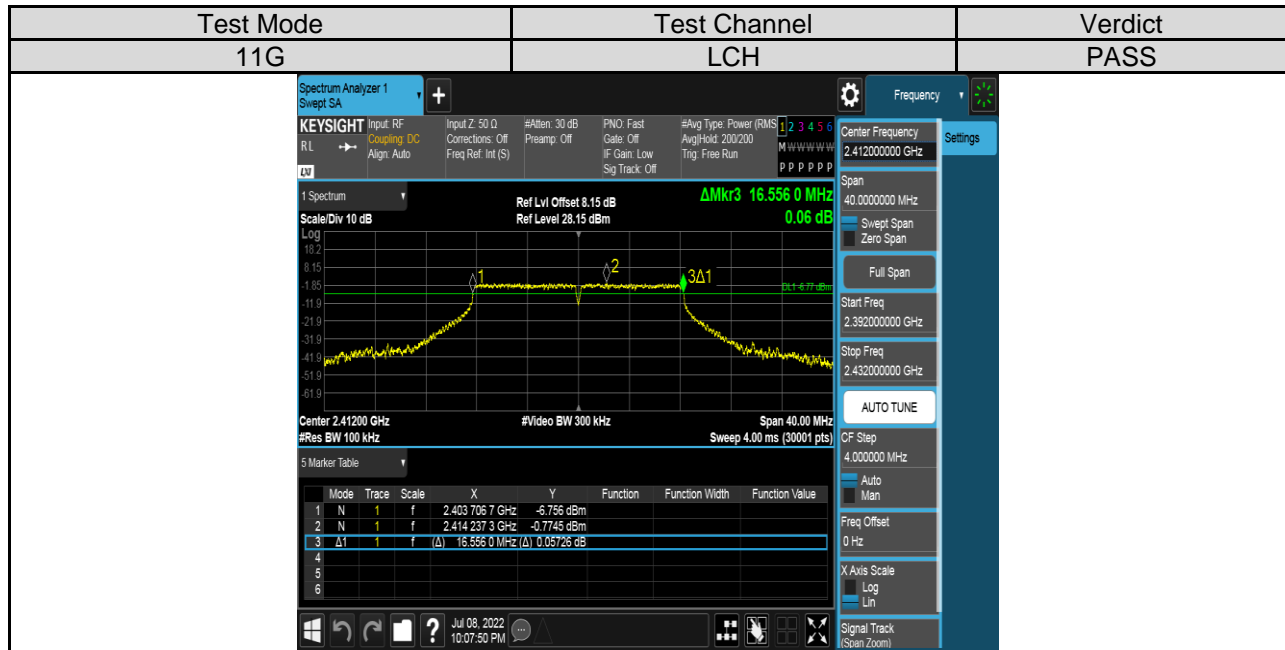 Test Mode Test Channel Verdict
11G LCH PASS
Spectrum Analyzer 1
Swept SA
Frequency
KEYSIGHT
RL
LXI
Input: RF
Coupling: DC
Align: Auto
Input Z: 50 Ω
Corrections: Off
Freq Ref: Int (S)
#Atten: 30 dB
Preamp: Off
PNO: Fast
Gate: Off
IF Gain: Low
Sig Track: Off
#Avg Type: Power (RMS
Avg|Hold: 200/200
Trig: Free Run
1 2 3 4 5 6
M W W W W W
P P P P P P
1 Spectrum
Scale/Div 10 dB
Ref Lvl Offset 8.15 dB
Ref Level 28.15 dBm
ΔMkr3 16.556 0 MHz
0.06 dB
Log
18.2
8.15
-1.85
-11.9
-21.9
-31.9
-41.9
-51.9
-61.9
1
2
3Δ1
DL1 -6.77 dBm
Center 2.41200 GHz
#Res BW 100 kHz
#Video BW 300 kHz
Span 40.00 MHz
Sweep 4.00 ms (30001 pts)
5 Marker Table
Mode Trace Scale X Y Function Function Width Function Value
1 N 1 f 2.403 706 7 GHz -6.756 dBm
2 N 1 f 2.414 237 3 GHz -0.7745 dBm
3 Δ1 1 f (Δ) 16.556 0 MHz (Δ) 0.05726 dB
4
5
6
Jul 08, 2022
10:07:50 PM
Center Frequency
2.412000000 GHz
Settings
Span
40.0000000 MHz
Swept Span
Zero Span
Full Span
Start Freq
2.392000000 GHz
Stop Freq
2.432000000 GHz
AUTO TUNE
CF Step
4.000000 MHz
Auto
Man
Freq Offset
0 Hz
X Axis Scale
Log
Lin
Signal Track
(Span Zoom)